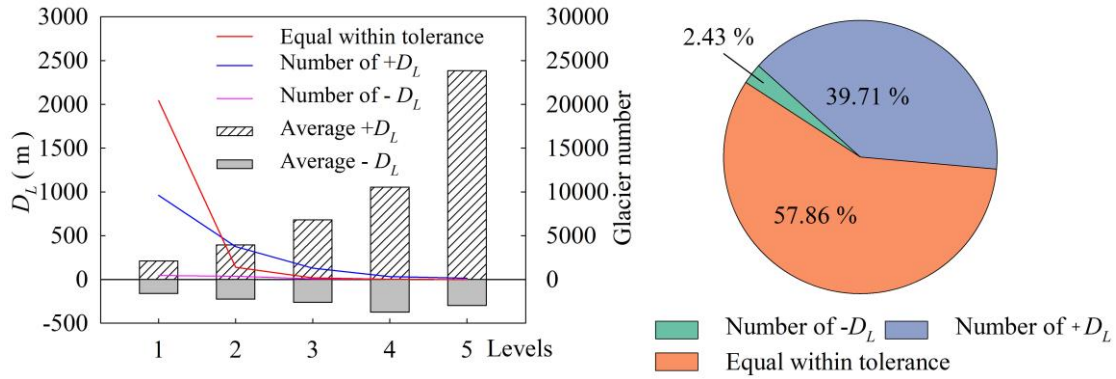 3000
2500
2000
1500
1000
500
0
-500
D_L ( m )
Equal within tolerance
Number of +D_L
Number of - D_L
Average +D_L
Average - D_L
30000
25000
20000
15000
10000
5000
0
Glacier number
1 2 3 4 5 Levels
2.43 %
39.71 %
57.86 %
Number of -D_L Number of +D_L
Equal within tolerance